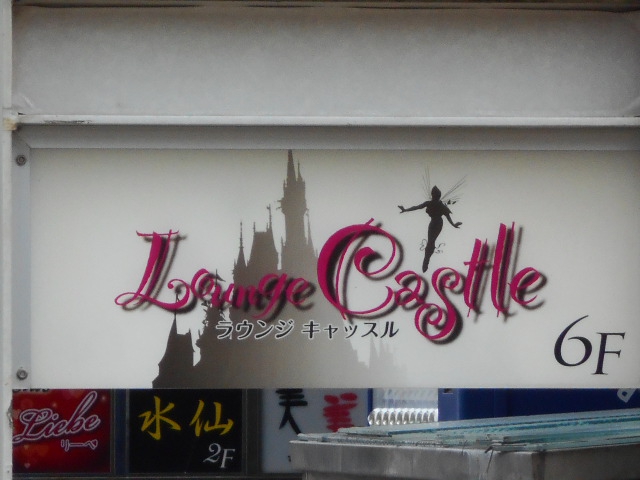 Lounge Castle
ラウンジ キャッスル
6F
Liebe
リーベ
水仙
2F
美